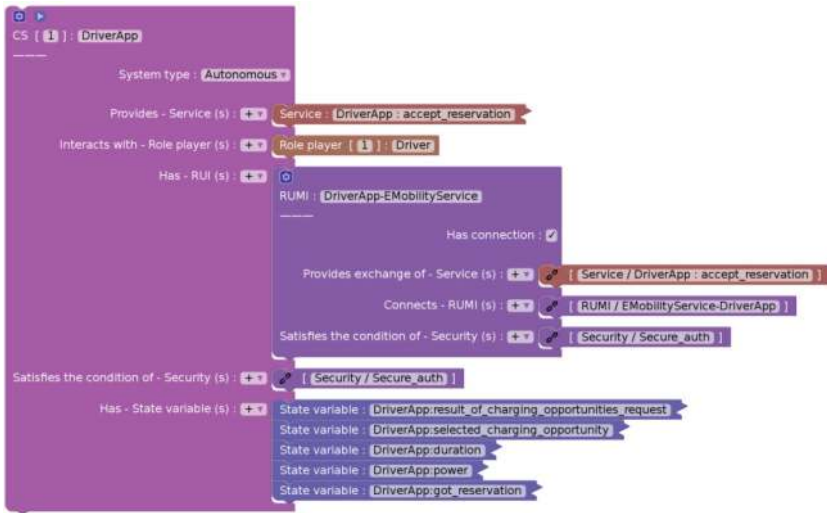 CS [ 1 ] : DriverApp
System type : Autonomous
Provides - Service (s) : + Service : DriverApp : accept_reservation
Interacts with - Role player (s) : + Role player [ 1 ] : Driver
Has - RUI (s) : +
RUMI : DriverApp-EMobilityService
Has connection : ✓
Provides exchange of - Service (s) : + [ Service / DriverApp : accept_reservation ]
Connects - RUMI (s) : + [ RUMI / EMobilityService-DriverApp ]
Satisfies the condition of - Security (s) : + [ Security / Secure_auth ]
Satisfies the condition of - Security (s) : + [ Security / Secure_auth ]
Has - State variable (s) : + State variable : DriverApp:result_of_charging_opportunities_request
State variable : DriverApp:selected_charging_opportunity
State variable : DriverApp:duration
State variable : DriverApp:power
State variable : DriverApp:got_reservation